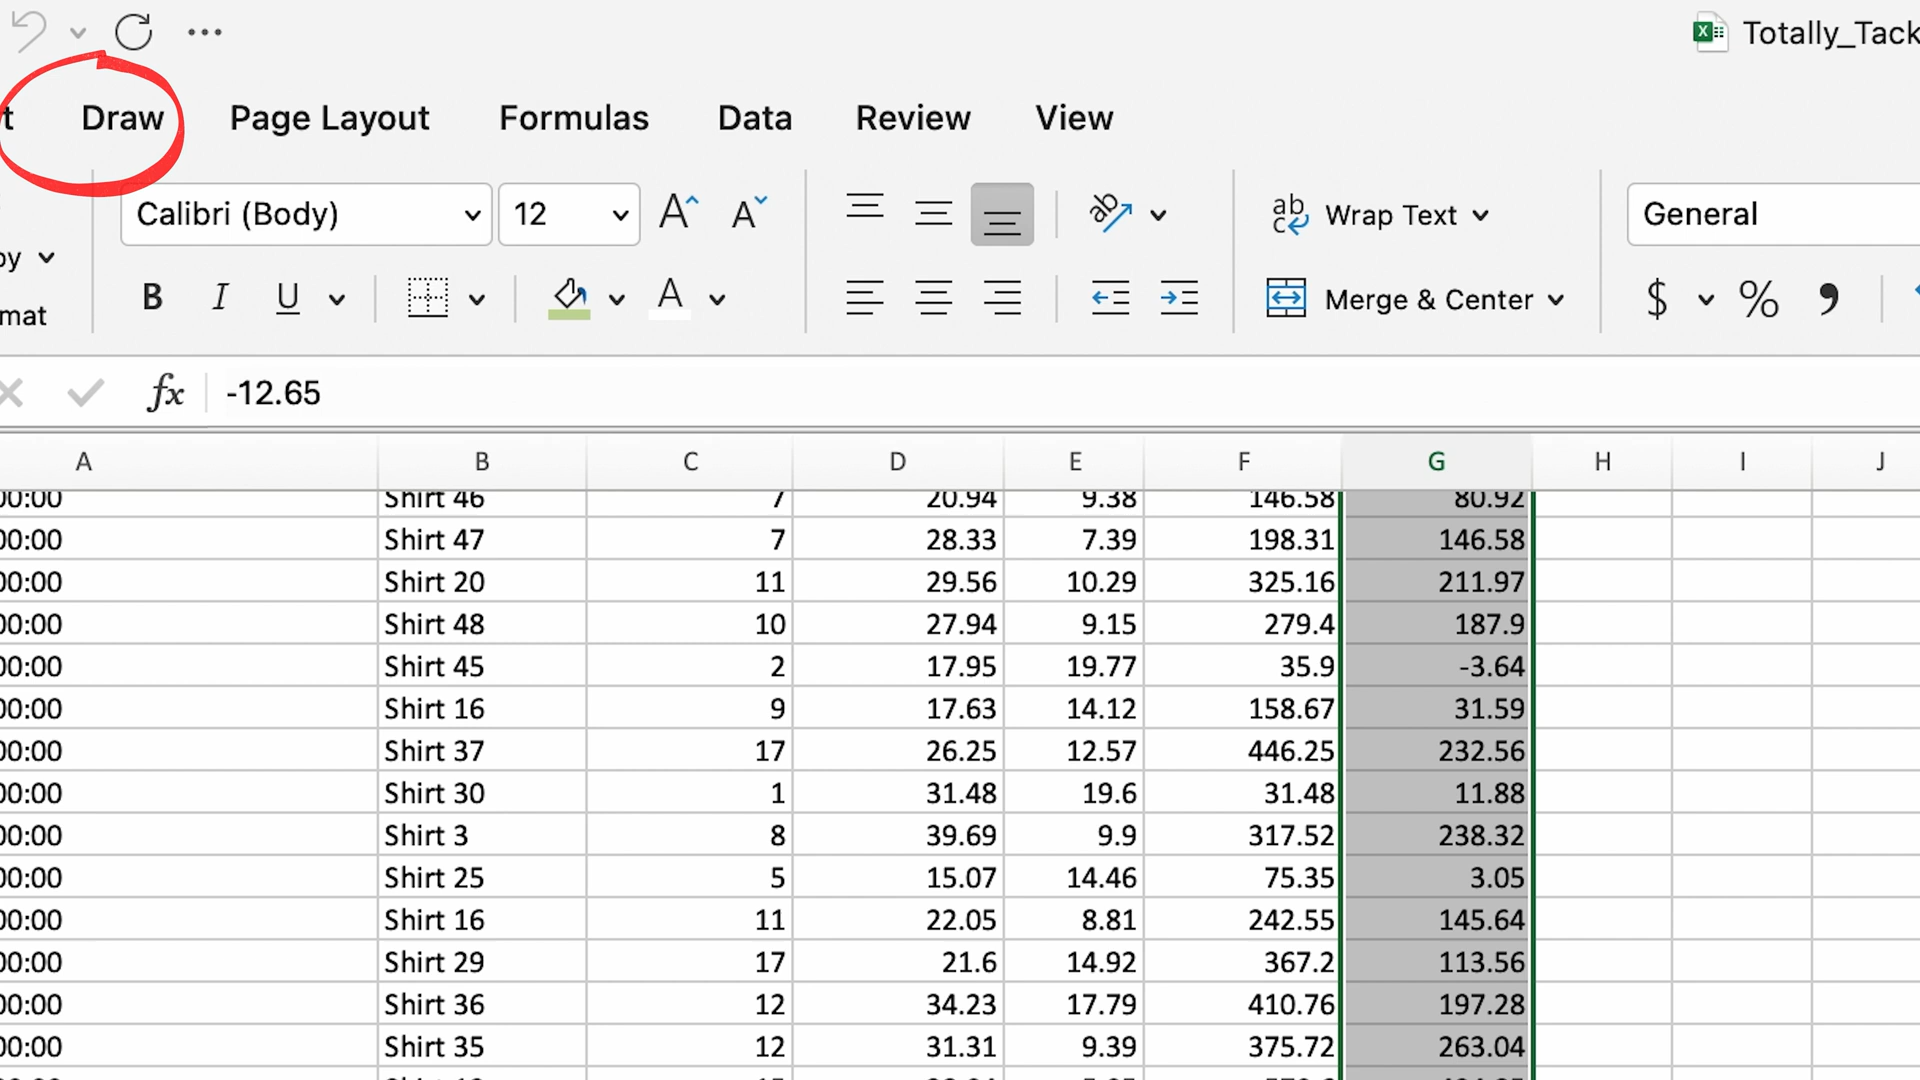 Totally_Tack
t Draw Page Layout Formulas Data Review View
Calibri (Body) 12 A A ab Wrap Text General
py B I U A Merge & Center $ % ,
mat
fx -12.65
A B C D E F G H I J
00:00 Shirt 46 7 20.94 9.38 146.58 80.92
00:00 Shirt 47 7 28.33 7.39 198.31 146.58
00:00 Shirt 20 11 29.56 10.29 325.16 211.97
00:00 Shirt 48 10 27.94 9.15 279.4 187.9
00:00 Shirt 45 2 17.95 19.77 35.9 -3.64
00:00 Shirt 16 9 17.63 14.12 158.67 31.59
00:00 Shirt 37 17 26.25 12.57 446.25 232.56
00:00 Shirt 30 1 31.48 19.6 31.48 11.88
00:00 Shirt 3 8 39.69 9.9 317.52 238.32
00:00 Shirt 25 5 15.07 14.46 75.35 3.05
00:00 Shirt 16 11 22.05 8.81 242.55 145.64
00:00 Shirt 29 17 21.6 14.92 367.2 113.56
00:00 Shirt 36 12 34.23 17.79 410.76 197.28
00:00 Shirt 35 12 31.31 9.39 375.72 263.04